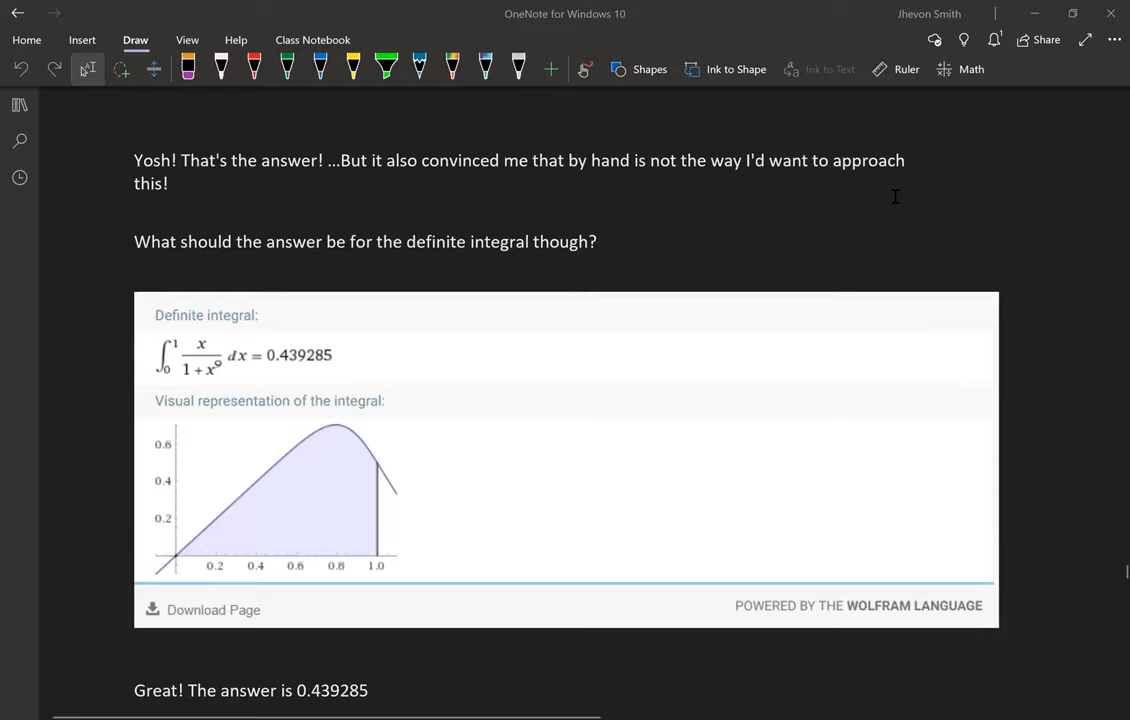 OneNote for Windows 10
Jhevon Smith
Home Insert Draw View Help Class Notebook
1 Share
Shapes Ink to Shape Ink to Text Ruler Math
Yosh! That's the answer! ...But it also convinced me that by hand is not the way I'd want to approach
this!
What should the answer be for the definite integral though?
Definite integral:
∫₀¹ x/(1 + x⁹) dx = 0.439285
Visual representation of the integral:
0.6
0.4
0.2
0.2 0.4 0.6 0.8 1.0
Download Page
POWERED BY THE WOLFRAM LANGUAGE
Great! The answer is 0.439285